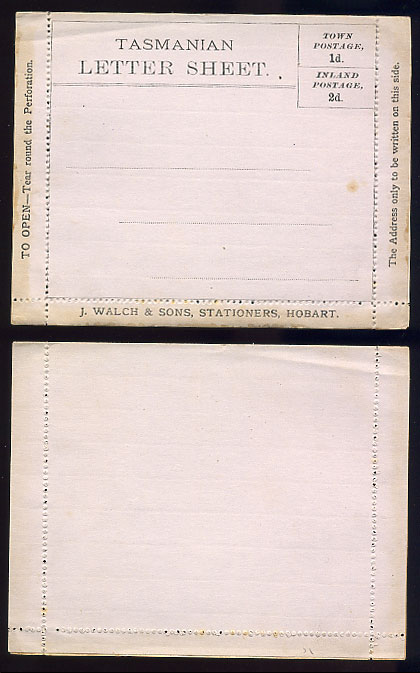 TASMANIAN
LETTER SHEET.
TOWN
POSTAGE,
1d.
INLAND
POSTAGE,
2d.
TO OPEN—Tear round the Perforation.
The Address only to be written on this side.
J. WALCH & SONS, STATIONERS, HOBART.